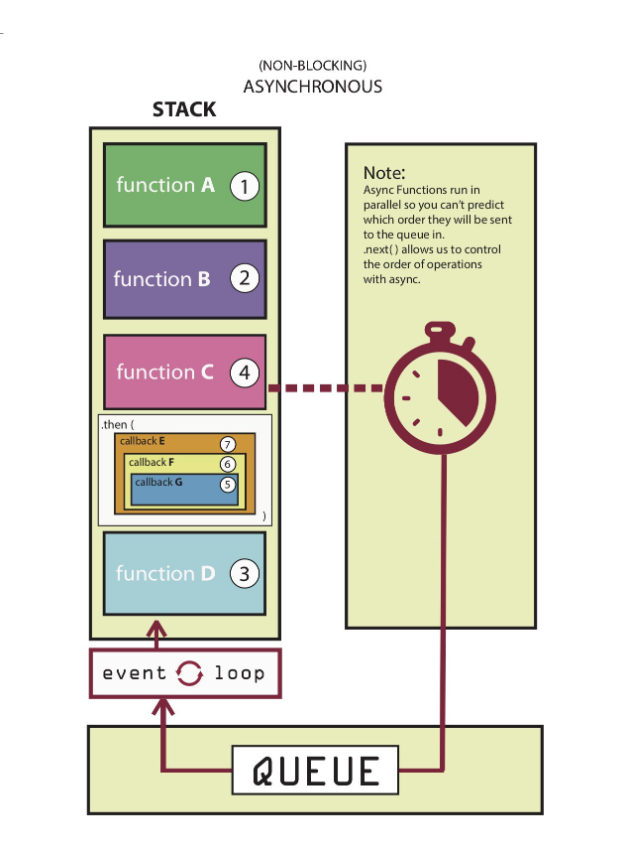 (NON-BLOCKING)
ASYNCHRONOUS
STACK
function A 1
function B 2
function C 4
.then (
callback E 7
callback F 6
callback G 5
)
function D 3
event loop
QUEUE
Note:
Async Functions run in
parallel so you can't predict
which order they will be sent
to the queue in.
.next( ) allows us to control
the order of operations
with async.